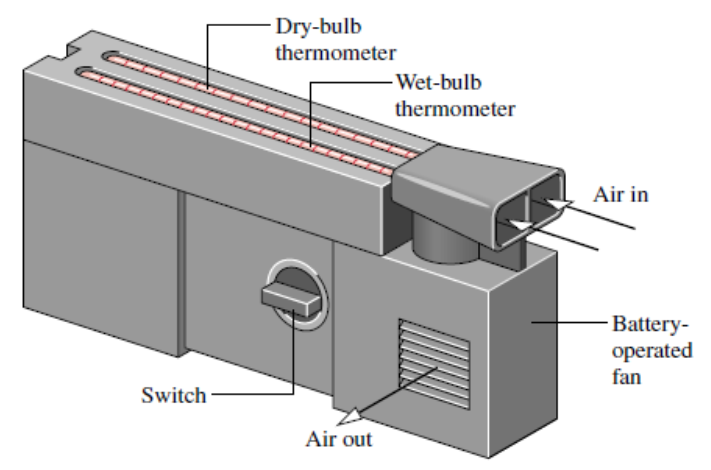 Dry-bulb
thermometer
Wet-bulb
thermometer
Air in
Battery-
operated
fan
Switch
Air out